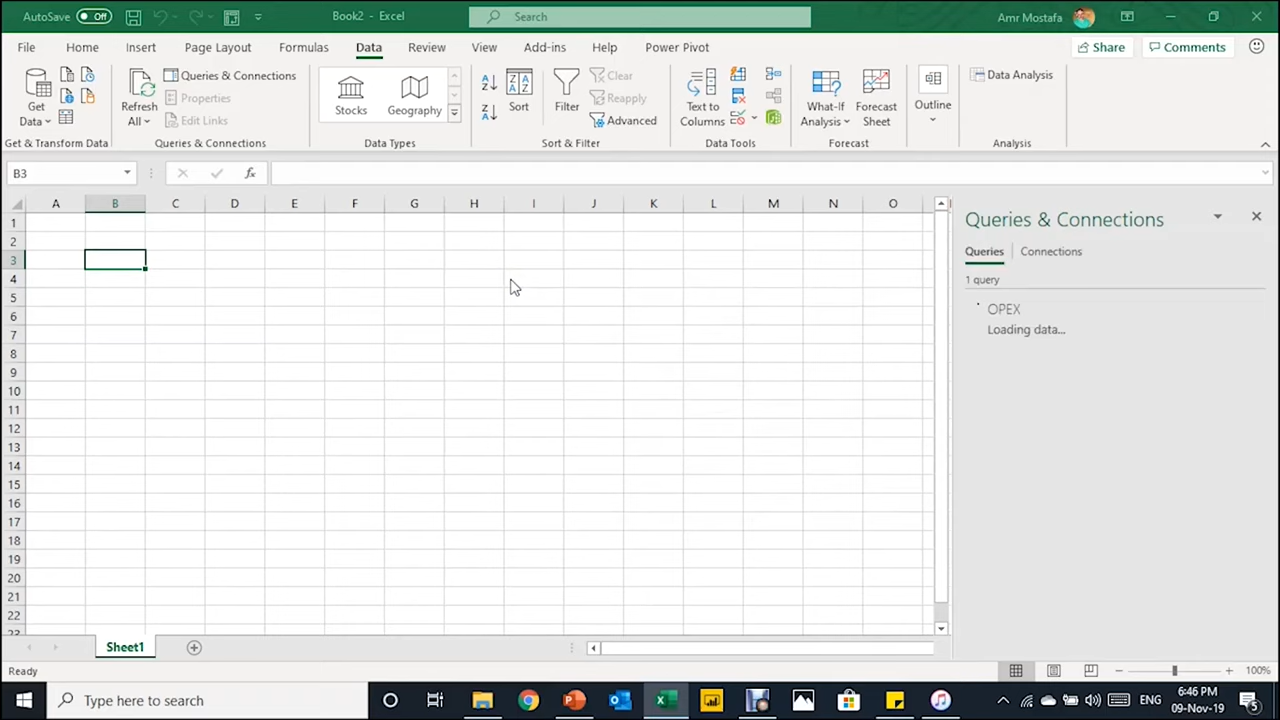 AutoSave Off Book2 - Excel Search Amr Mostafa
File Home Insert Page Layout Formulas Data Review View Add-ins Help Power Pivot Share Comments
Get Data
Refresh All
Queries & Connections
Properties
Edit Links
Stocks
Geography
Sort
Filter
Clear
Reapply
Advanced
Text to Columns
What-If Analysis
Forecast Sheet
Outline
Data Analysis
Get & Transform Data Queries & Connections Data Types Sort & Filter Data Tools Forecast Analysis
B3 fx
A B C D E F G H I J K L M N O
1
2
3
4
5
6
7
8
9
10
11
12
13
14
15
16
17
18
19
20
21
22
23
Queries & Connections
Queries Connections
1 query
OPEX
Loading data...
Sheet1
Ready 100%
Type here to search ENG 6:46 PM
09-Nov-19 5